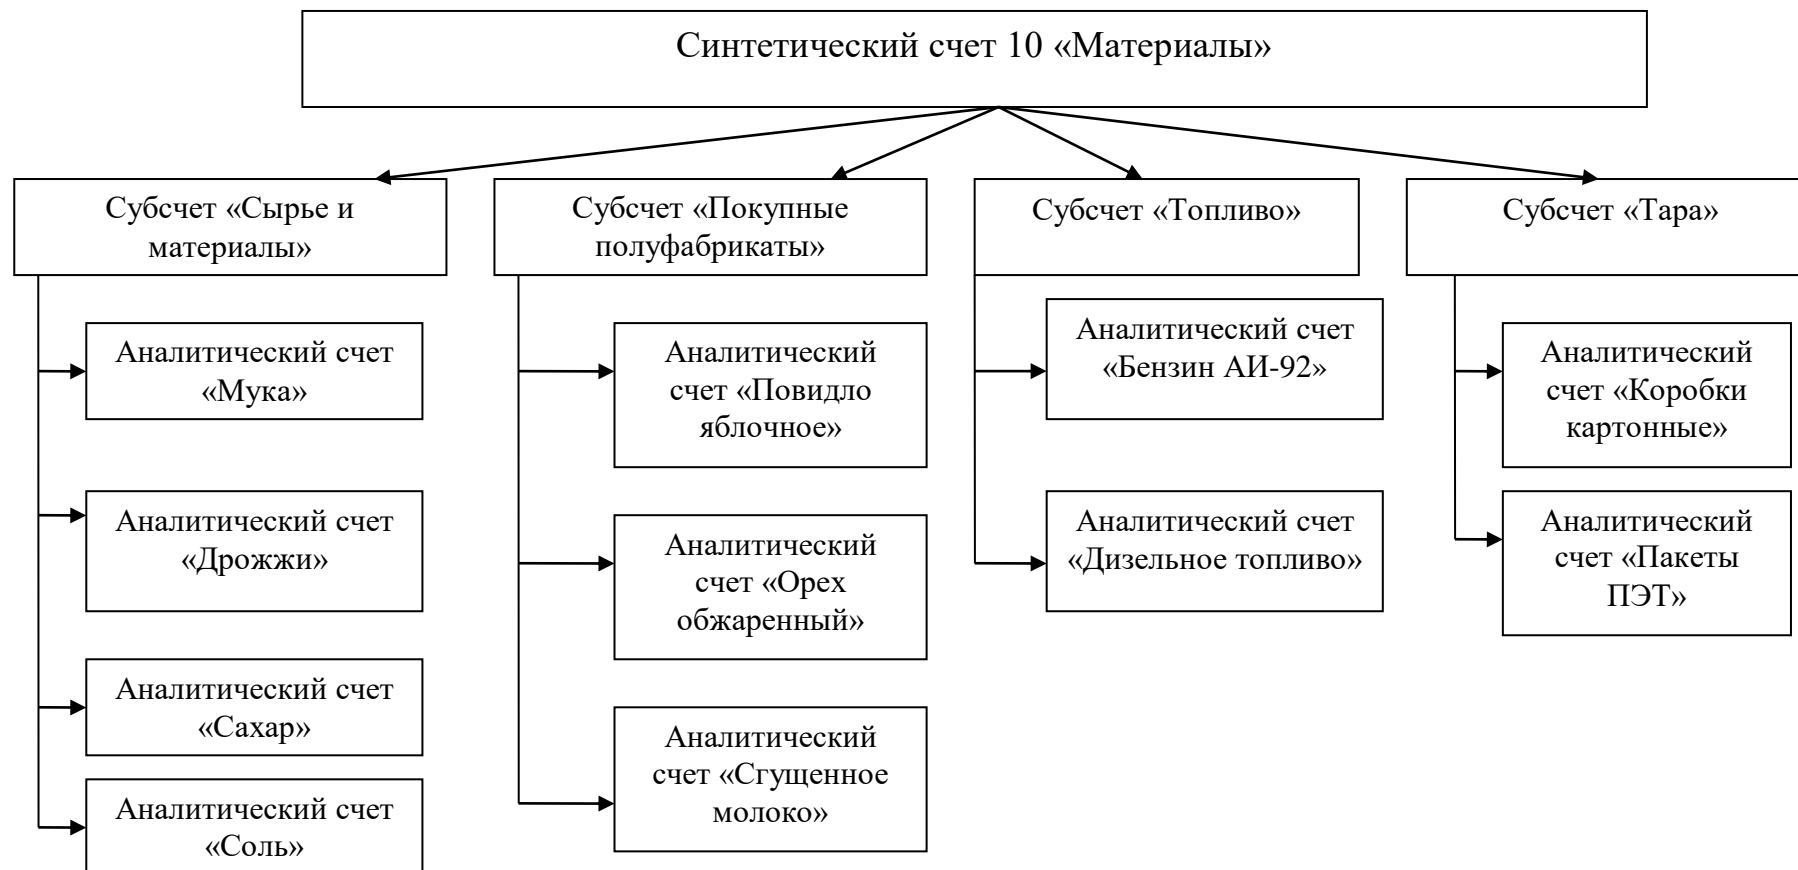 Синтетический счет 10 «Материалы»
Субсчет «Сырье и
материалы»
Аналитический счет
«Мука»
Аналитический счет
«Дрожжи»
Аналитический счет
«Сахар»
Аналитический счет
«Соль»
Субсчет «Покупные
полуфабрикаты»
Аналитический
счет «Повидло
яблочное»
Аналитический
счет «Орех
обжаренный»
Аналитический
счет «Сгущенное
молоко»
Субсчет «Топливо»
Аналитический счет
«Бензин АИ-92»
Аналитический счет
«Дизельное топливо»
Субсчет «Тара»
Аналитический
счет «Коробки
картонные»
Аналитический
счет «Пакеты
ПЭТ»